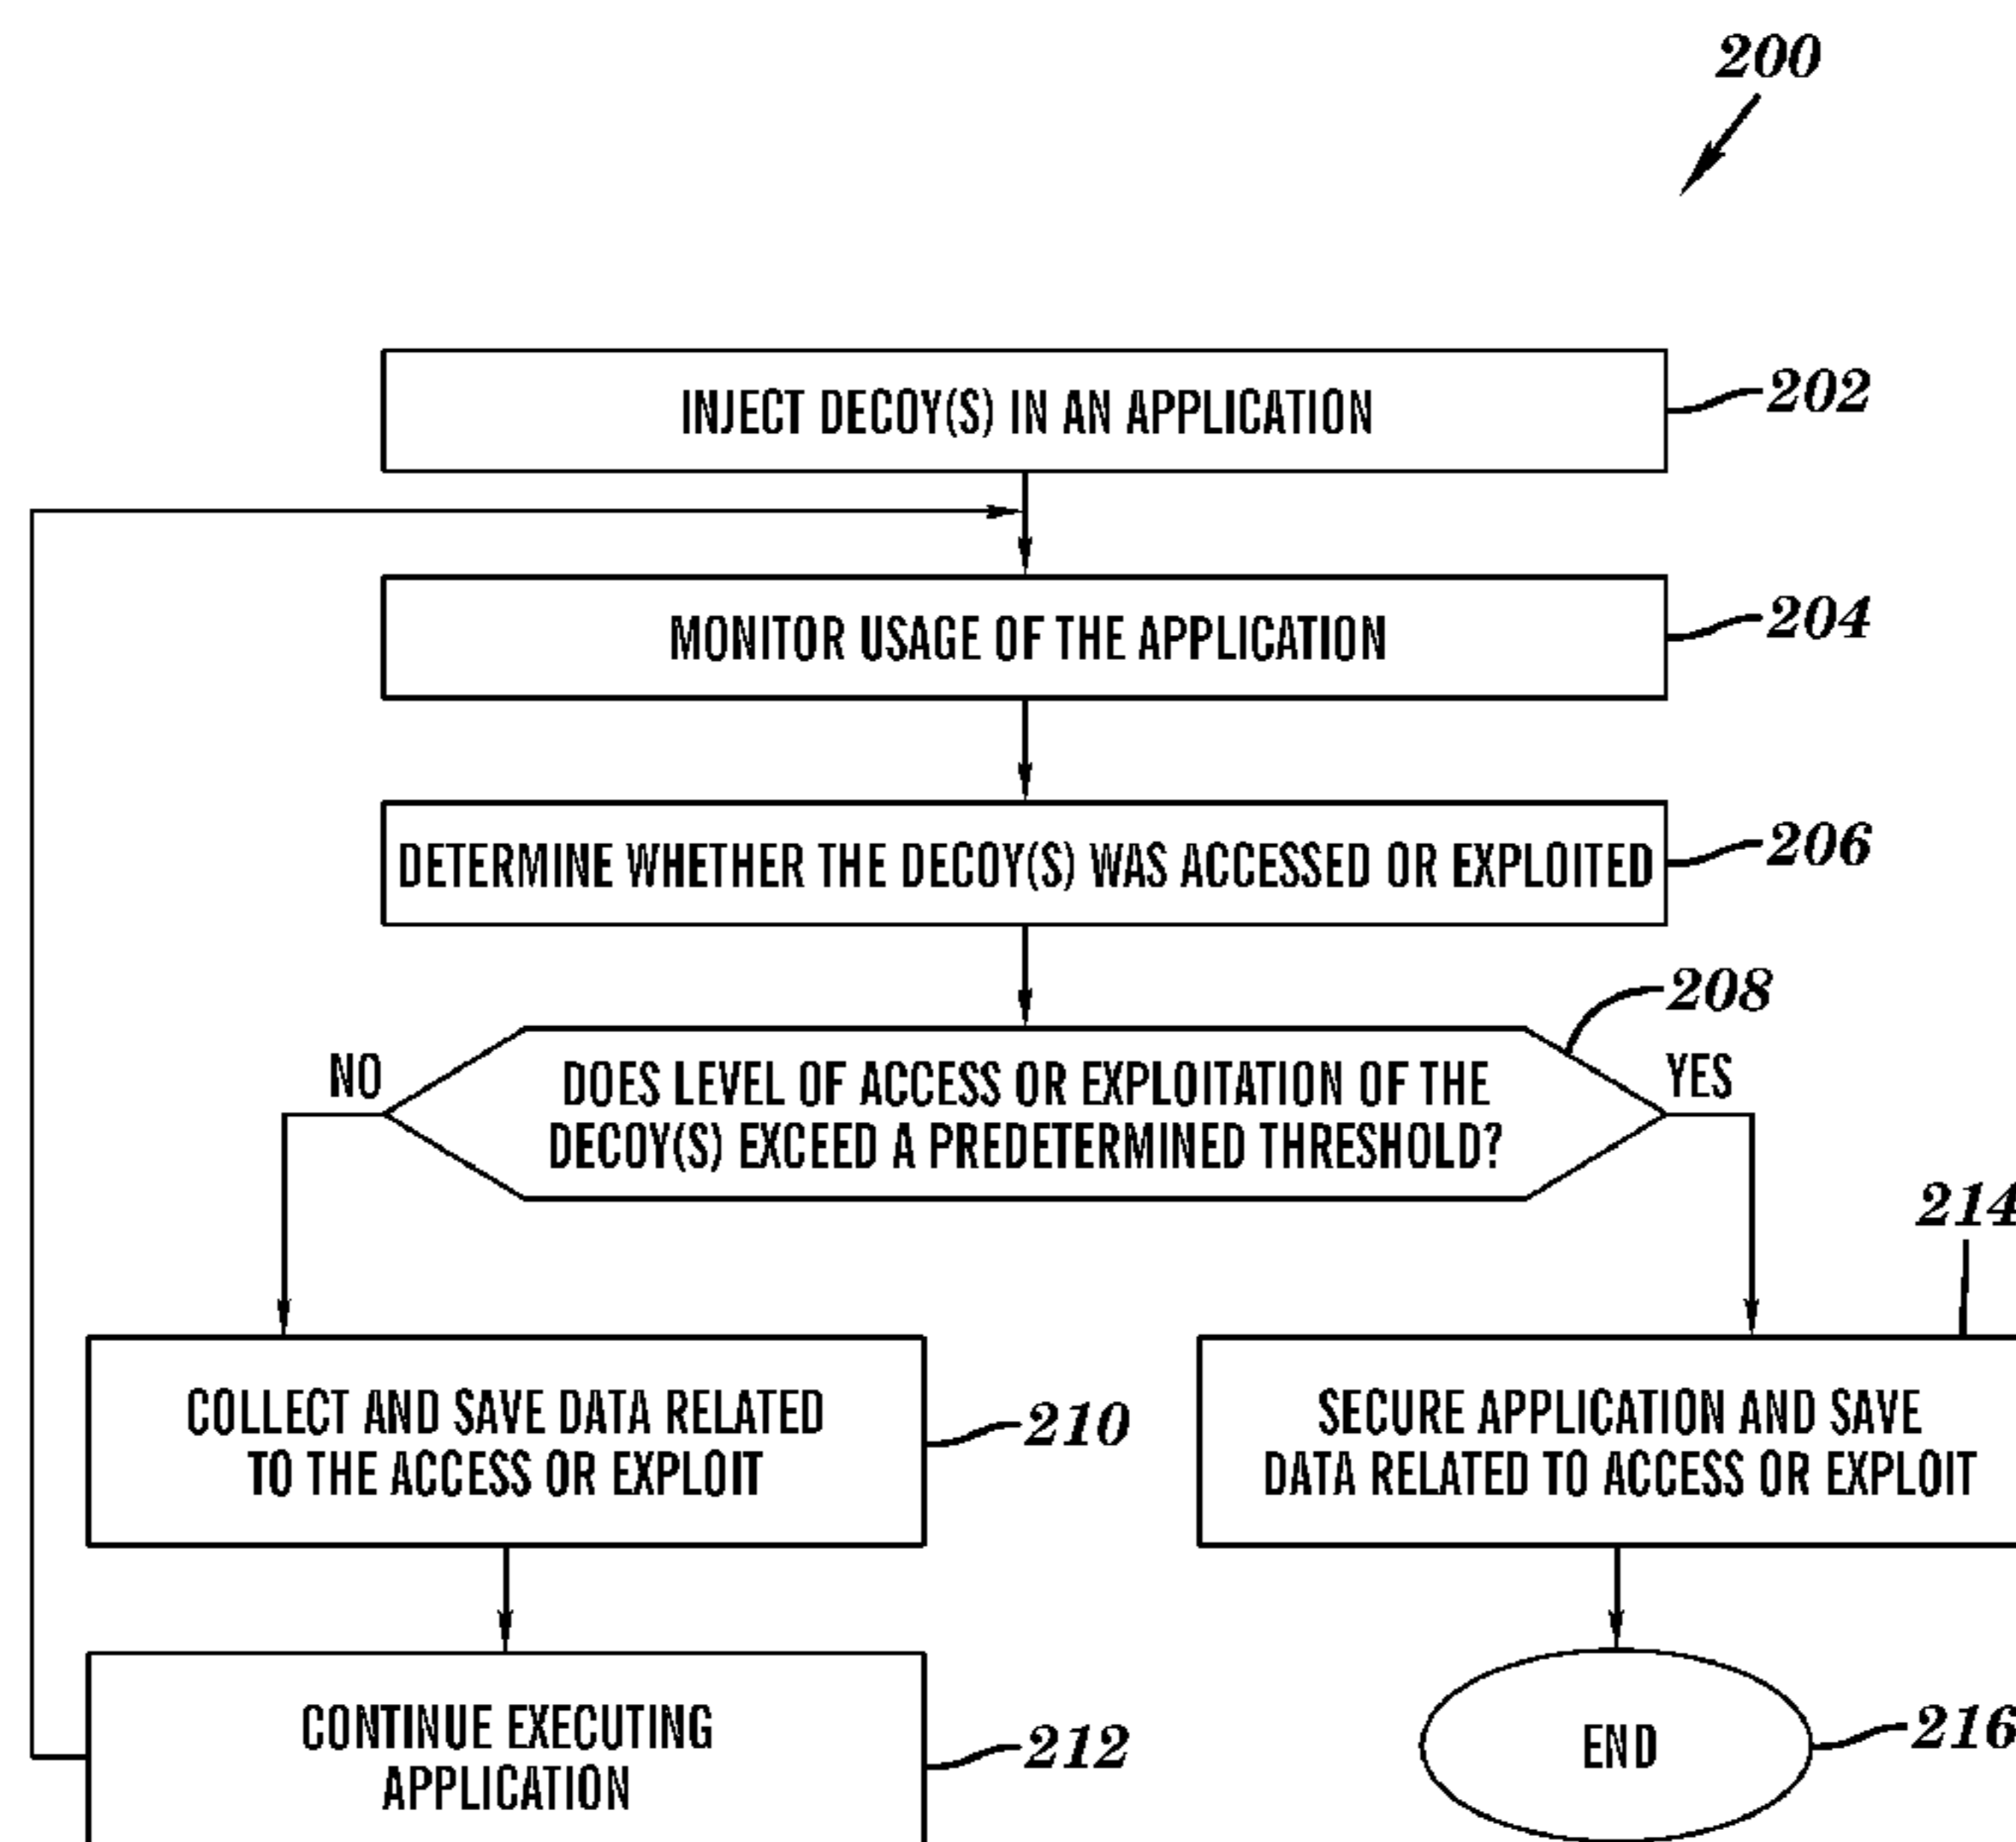 200
INJECT DECOY(S) IN AN APPLICATION
202
MONITOR USAGE OF THE APPLICATION
204
DETERMINE WHETHER THE DECOY(S) WAS ACCESSED OR EXPLOITED
206
208
NO
DOES LEVEL OF ACCESS OR EXPLOITATION OF THE
DECOY(S) EXCEED A PREDETERMINED THRESHOLD?
YES
214
COLLECT AND SAVE DATA RELATED
TO THE ACCESS OR EXPLOIT
210
SECURE APPLICATION AND SAVE
DATA RELATED TO ACCESS OR EXPLOIT
CONTINUE EXECUTING
APPLICATION
212
END
216